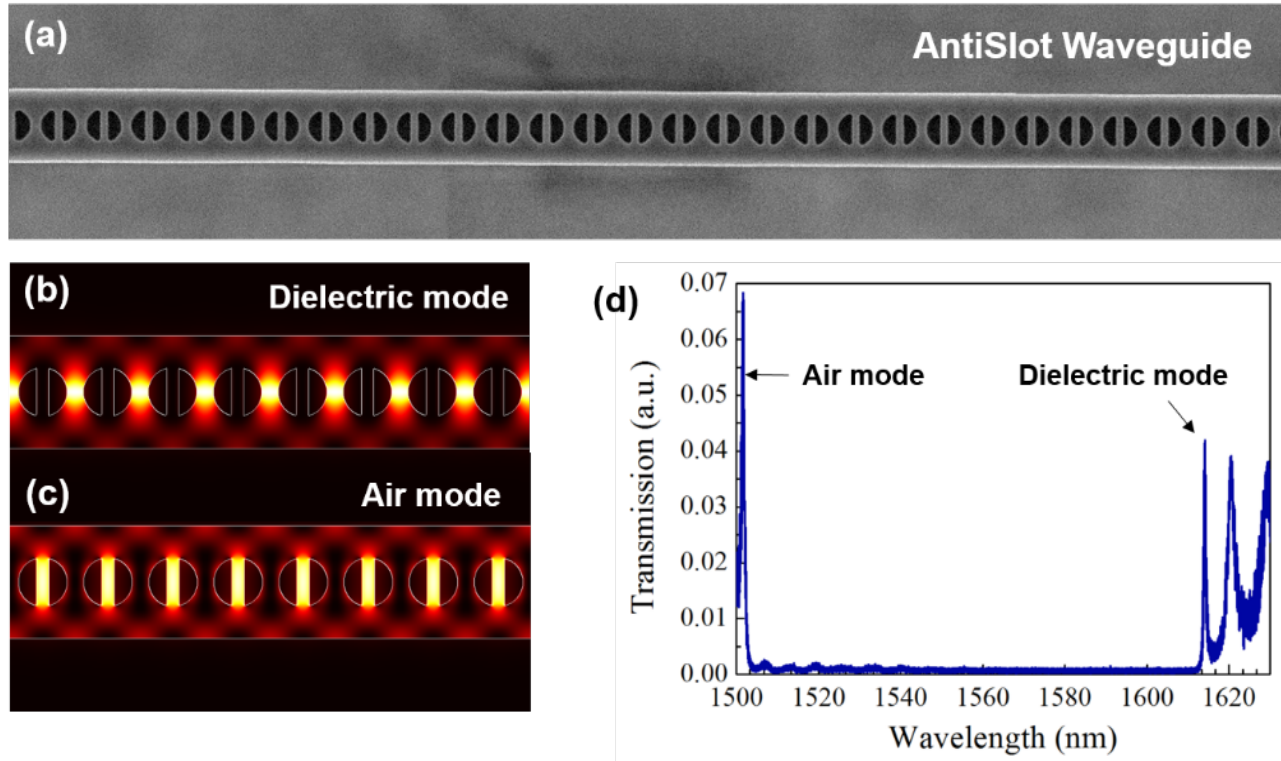 (a)
AntiSlot Waveguide
(b)
Dielectric mode
(c)
Air mode
(d)
0.07
0.06
0.05
0.04
0.03
0.02
0.01
0.00
Transmission (a.u.)
Air mode
Dielectric mode
1500 1520 1540 1560 1580 1600 1620
Wavelength (nm)